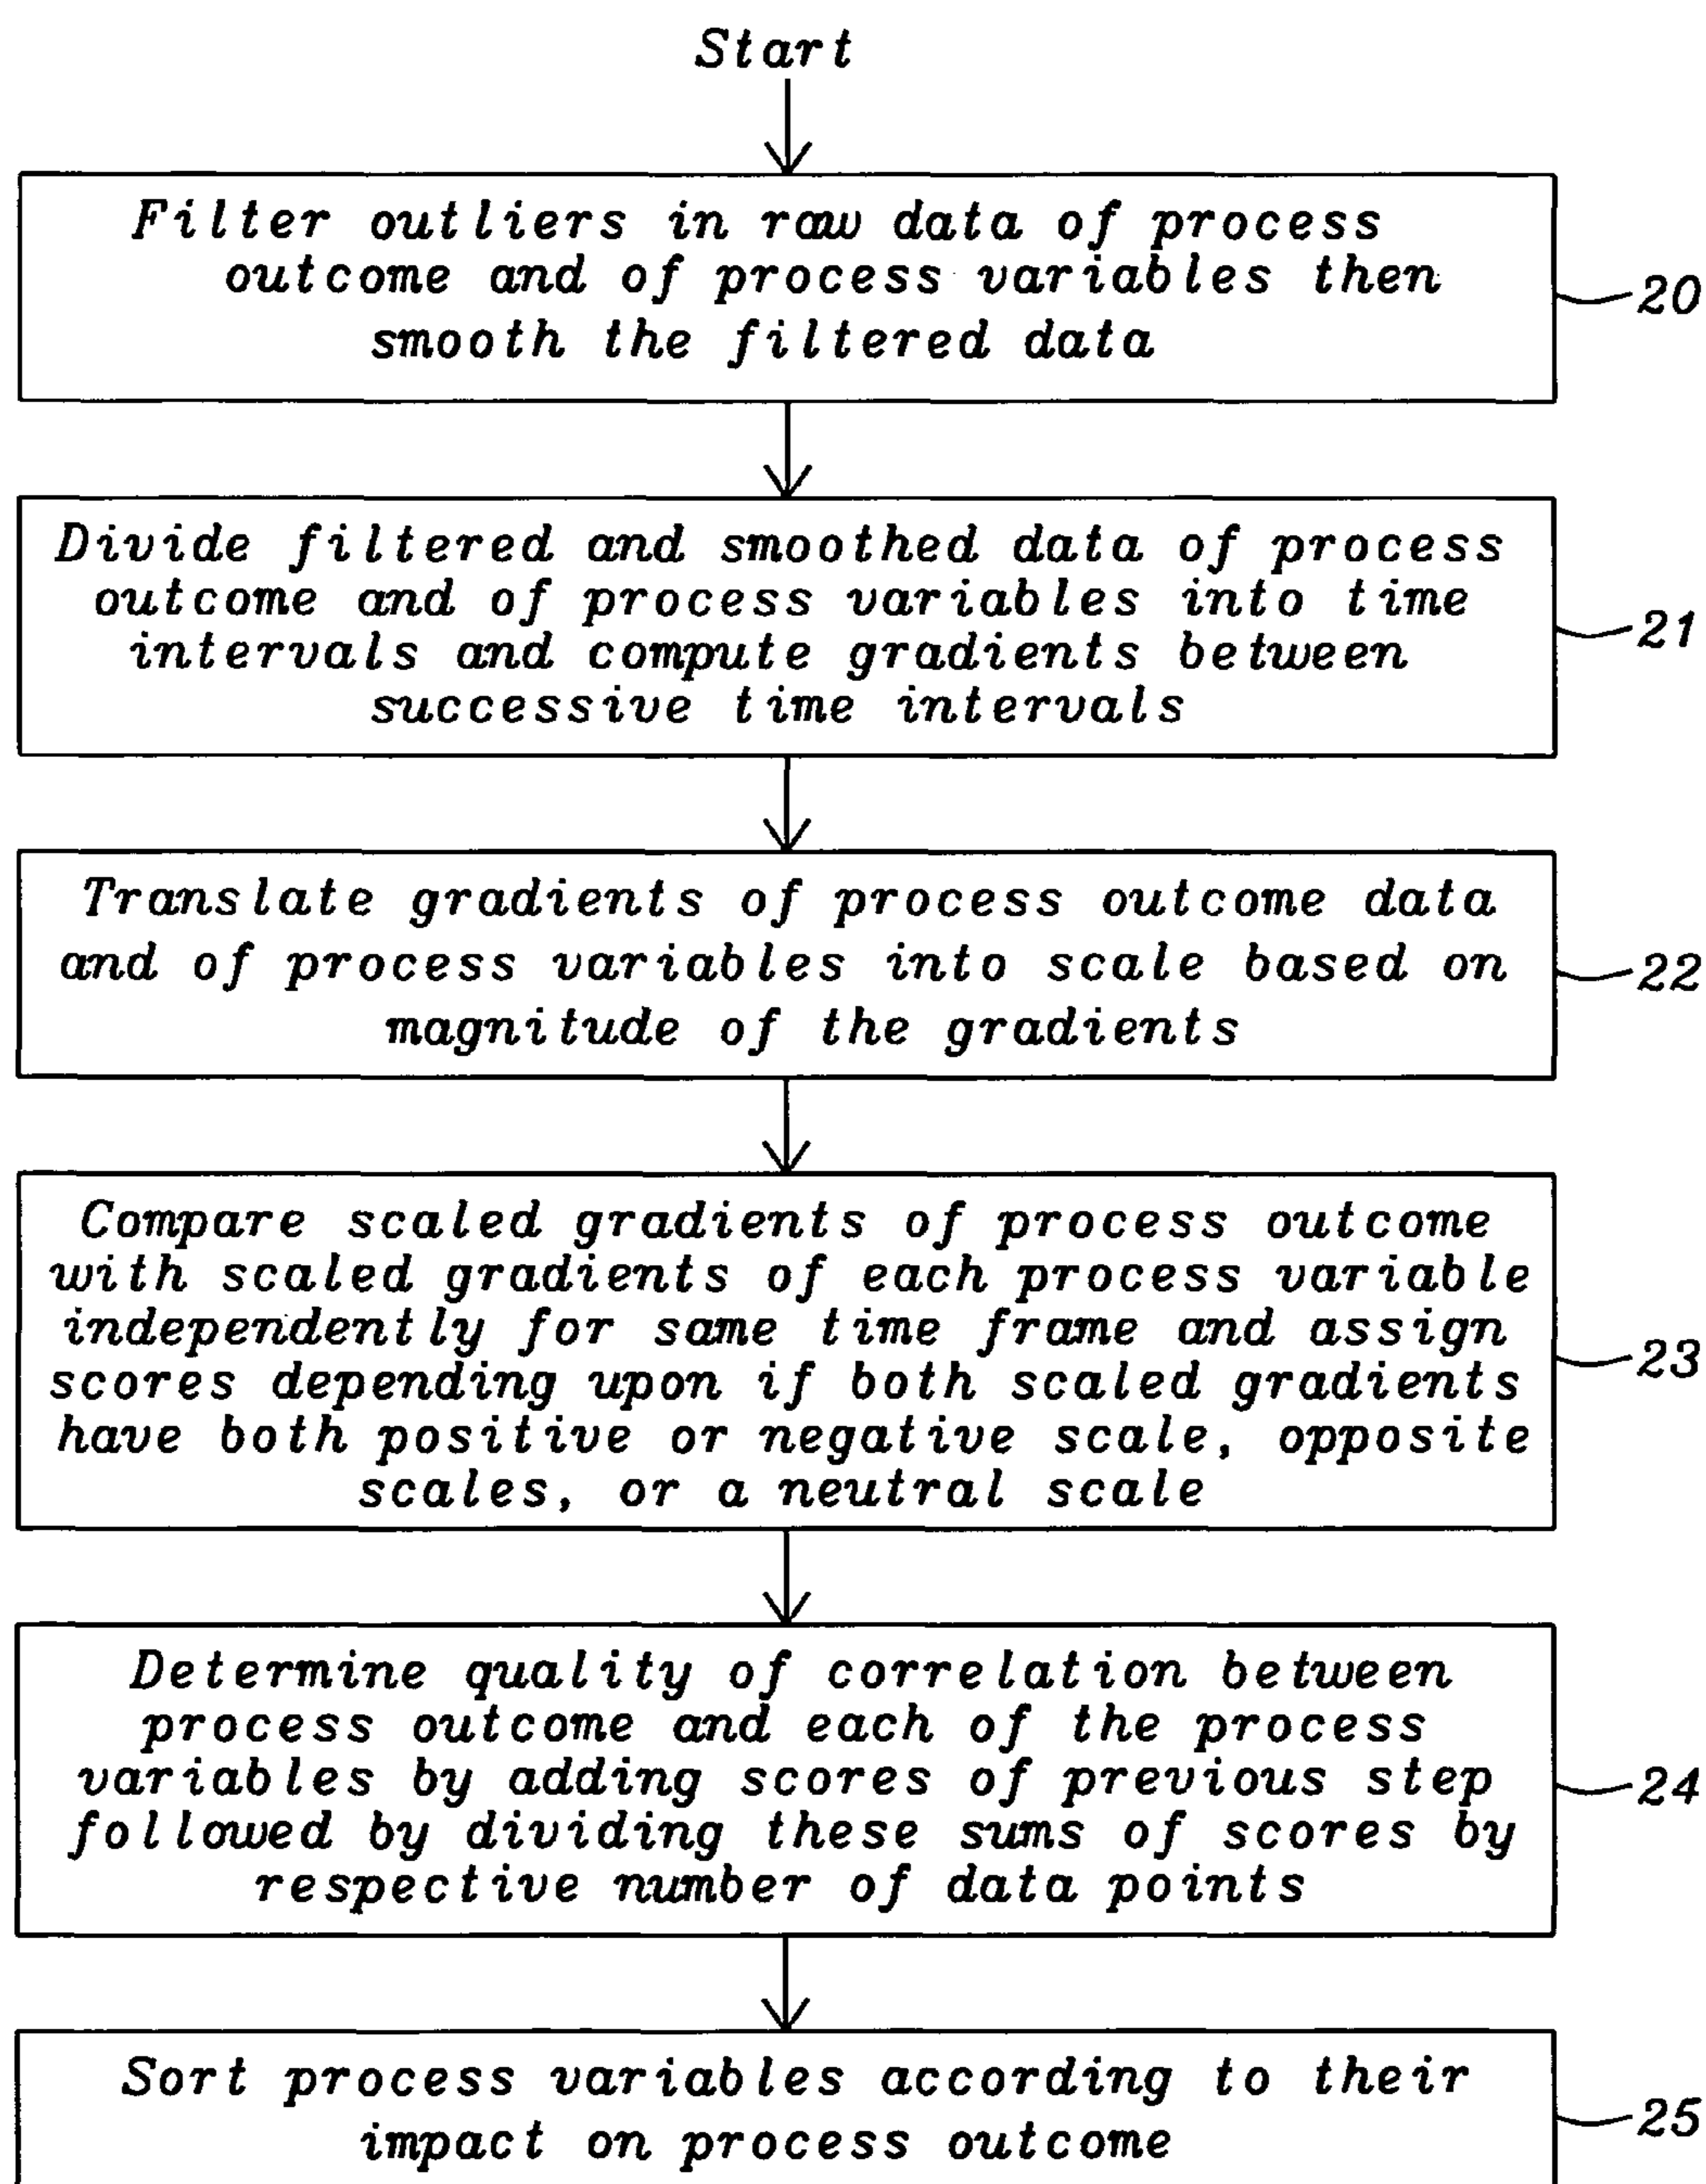 Start
Filter outliers in raw data of process
outcome and of process variables then
smooth the filtered data
20
Divide filtered and smoothed data of process
outcome and of process variables into time
intervals and compute gradients between
successive time intervals
21
Translate gradients of process outcome data
and of process variables into scale based on
magnitude of the gradients
22
Compare scaled gradients of process outcome
with scaled gradients of each process variable
independently for same time frame and assign
scores depending upon if both scaled gradients
have both positive or negative scale, opposite
scales, or a neutral scale
23
Determine quality of correlation between
process outcome and each of the process
variables by adding scores of previous step
followed by dividing these sums of scores by
respective number of data points
24
Sort process variables according to their
impact on process outcome
25